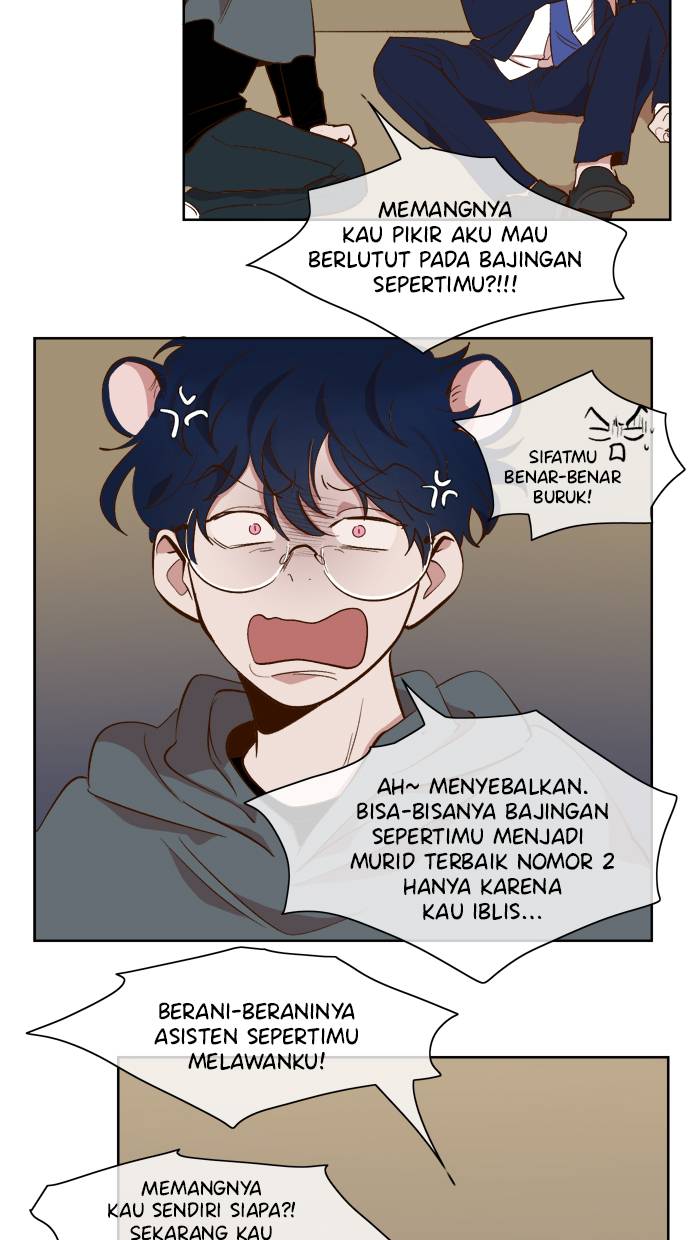 MEMANGNYA
KAU PIKIR AKU MAU
BERLUTUT PADA BAJINGAN
SEPERTIMU?!!!
SIFATMU
BENAR-BENAR
BURUK!
AH~ MENYEBALKAN.
BISA-BISANYA BAJINGAN
SEPERTIMU MENJADI
MURID TERBAIK NOMOR 2
HANYA KARENA
KAU IBLIS...
BERANI-BERANINYA
ASISTEN SEPERTIMU
MELAWANKU!
MEMANGNYA
KAU SENDIRI SIAPA?!
SEKARANG KAU